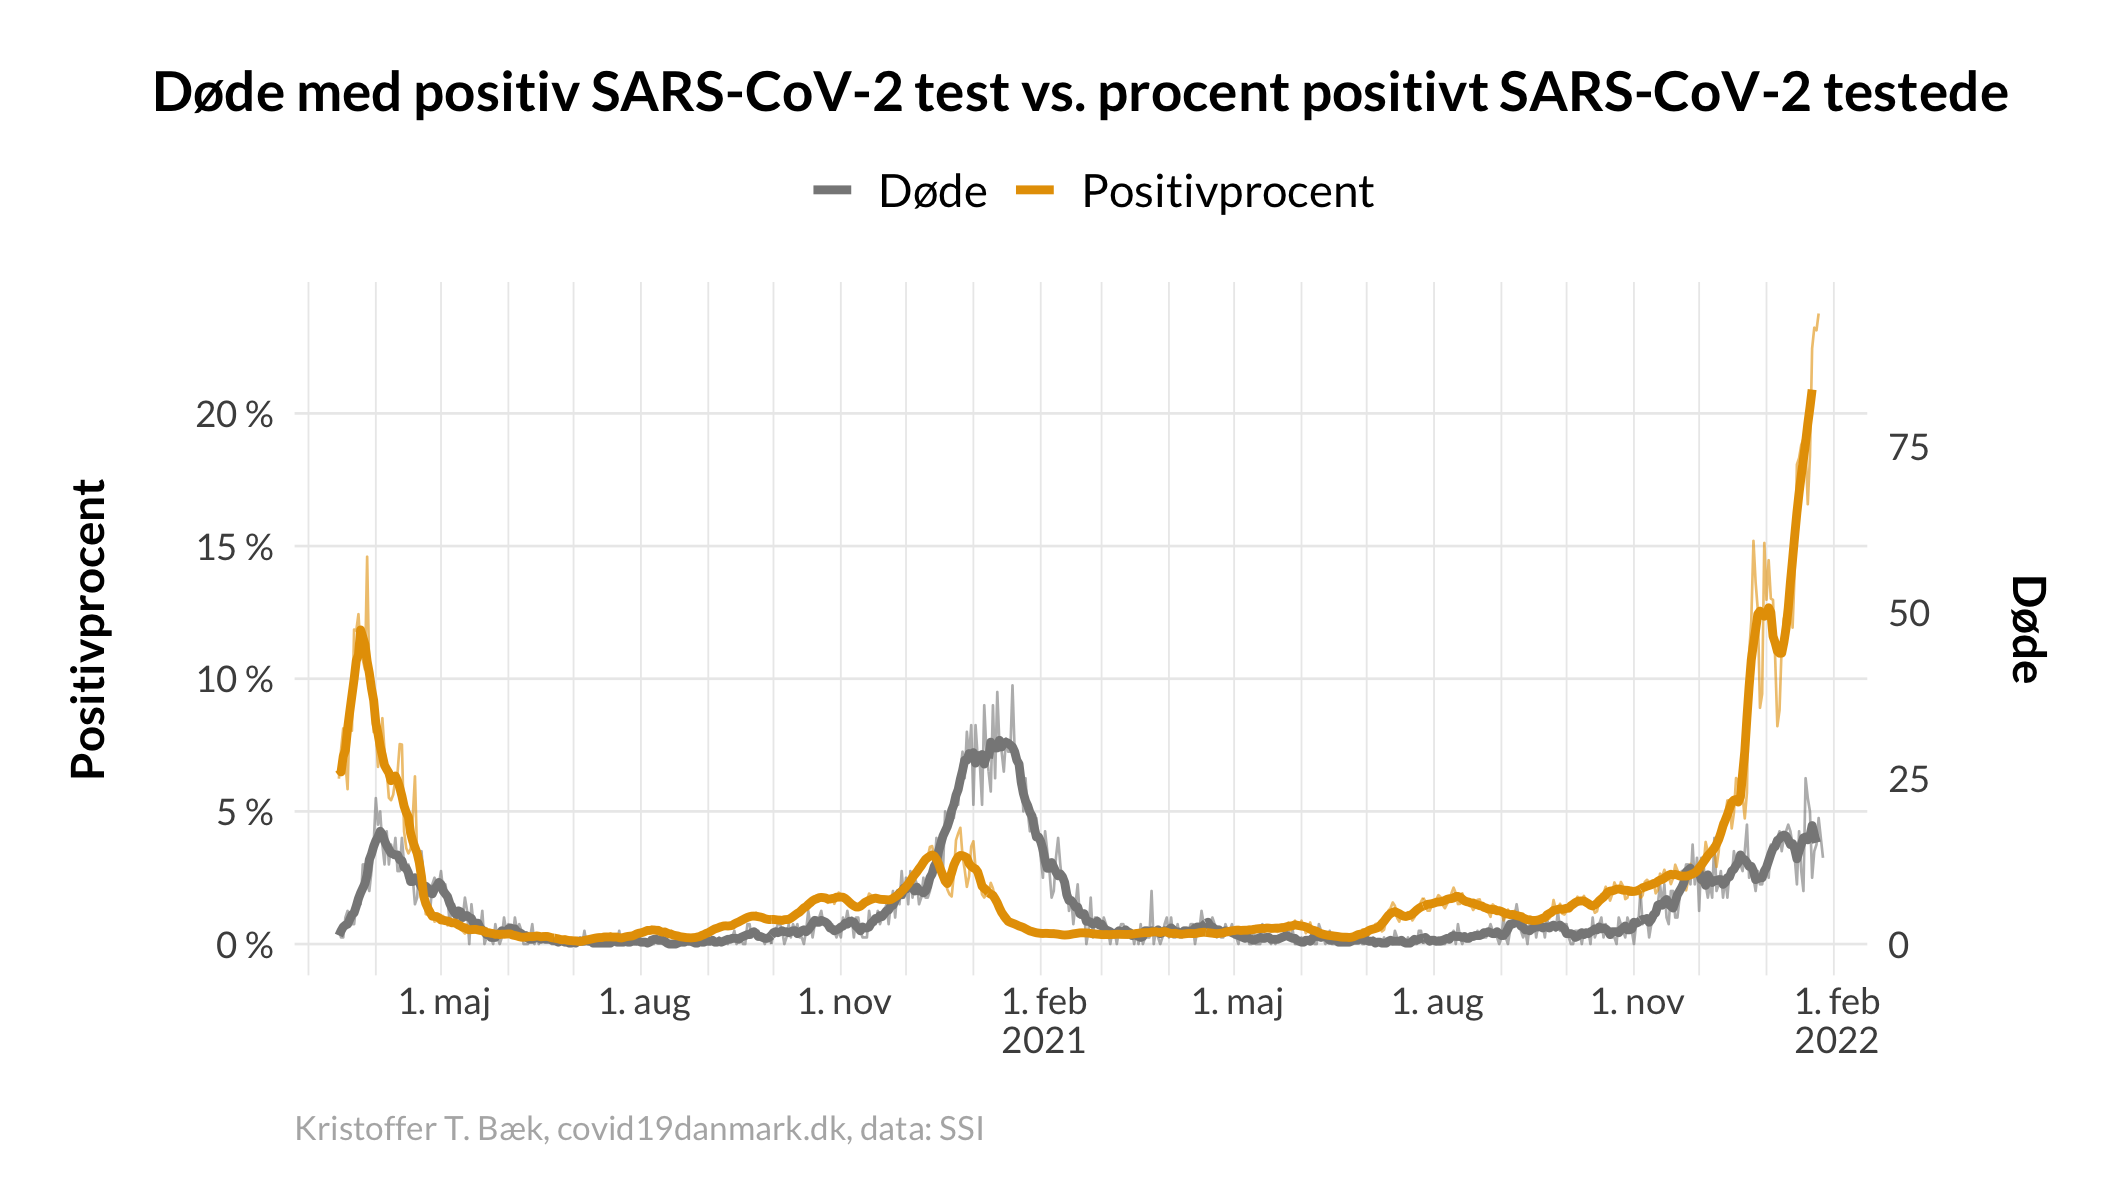 Døde med positiv SARS-CoV-2 test vs. procent positivt SARS-CoV-2 testede
Døde Positivprocent
Positivprocent
20 %
15 %
10 %
5 %
0 %
75
50
25
0
Døde
1. maj 1. aug 1. nov 1. feb 1. maj 1. aug 1. nov 1. feb
2021 2022
Kristoffer T. Bæk, covid19danmark.dk, data: SSI